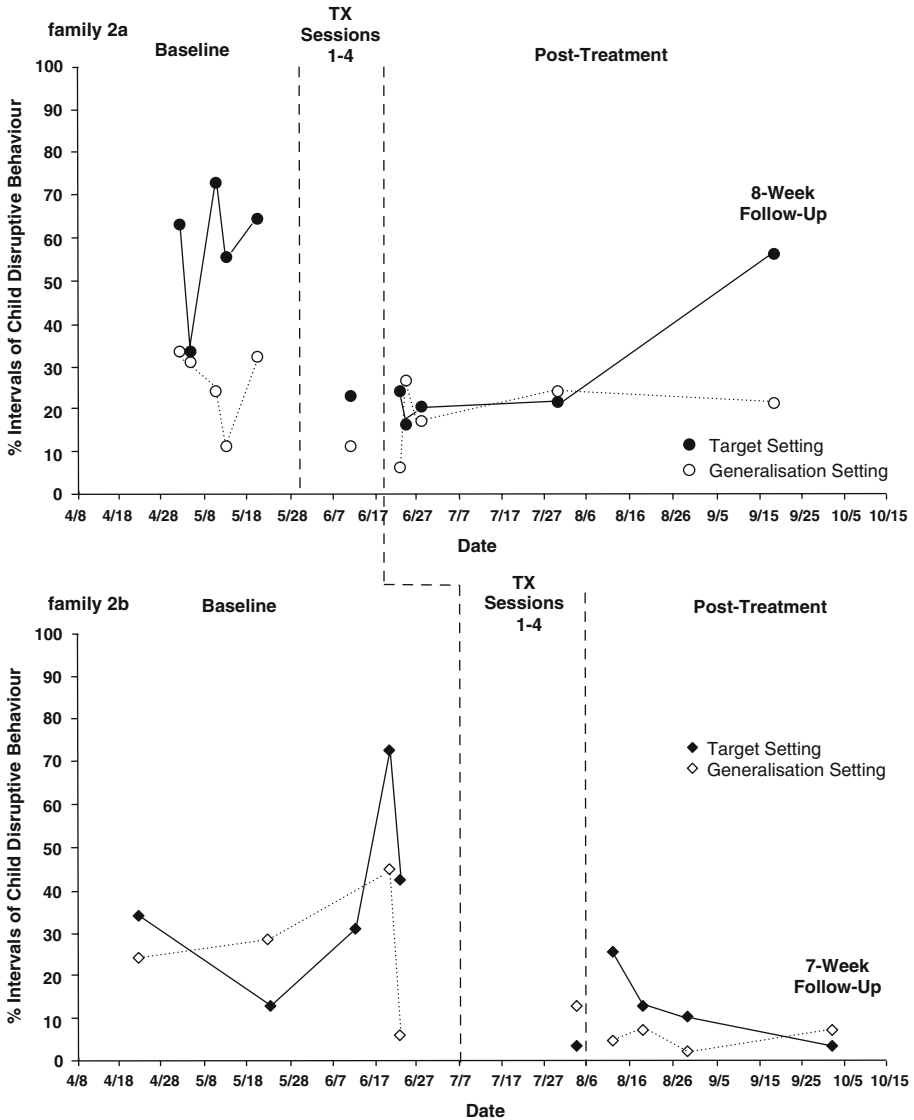 family 2a
Baseline
TX
Sessions
1-4
Post-Treatment
% Intervals of Child Disruptive Behaviour
100
90
80
70
60
50
40
30
20
10
0
8-Week
Follow-Up
Target Setting
Generalisation Setting
4/8 4/18 4/28 5/8 5/18 5/28 6/7 6/17 6/27 7/7 7/17 7/27 8/6 8/16 8/26 9/5 9/15 9/25 10/5 10/15
Date
family 2b
Baseline
TX
Sessions
1-4
Post-Treatment
% Intervals of Child Disruptive Behaviour
100
90
80
70
60
50
40
30
20
10
0
Target Setting
Generalisation Setting
7-Week
Follow-Up
4/8 4/18 4/28 5/8 5/18 5/28 6/7 6/17 6/27 7/7 7/17 7/27 8/6 8/16 8/26 9/5 9/15 9/25 10/5 10/15
Date